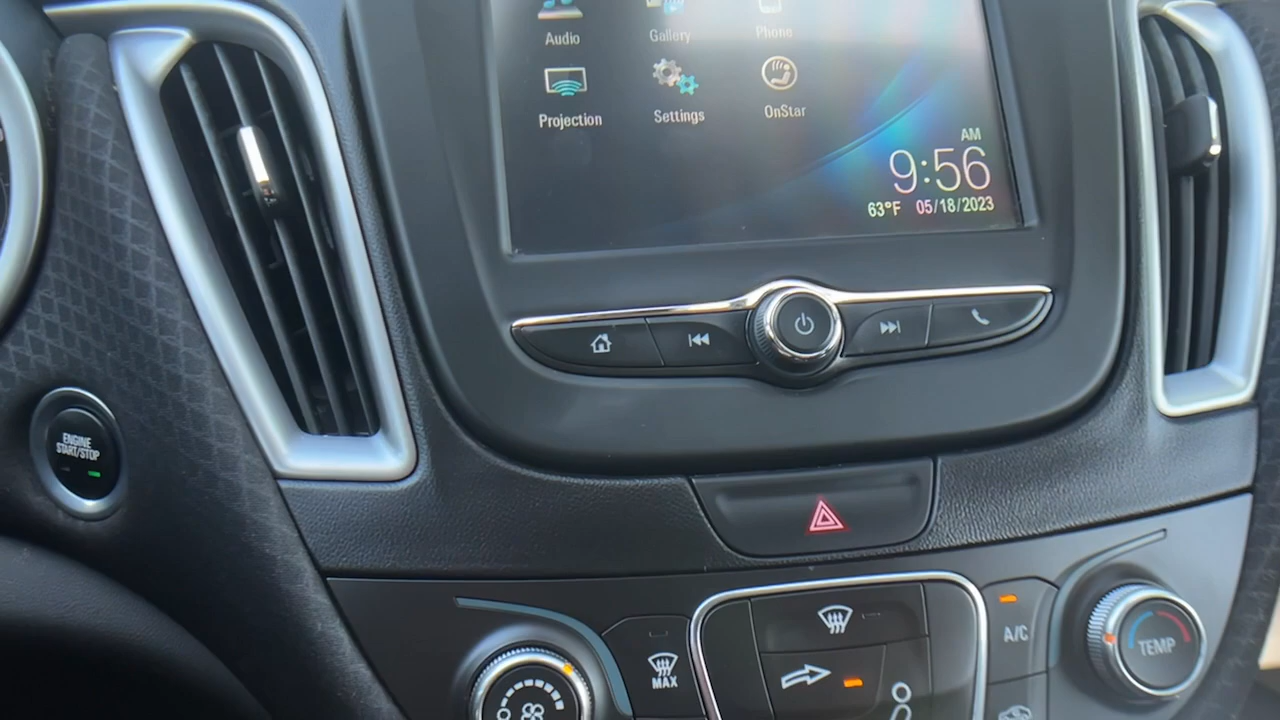 Audio
Gallery
Phone
Projection
Settings
OnStar
AM
9:56
63°F 05/18/2023
ENGINE
START/STOP
MAX
A/C
TEMP